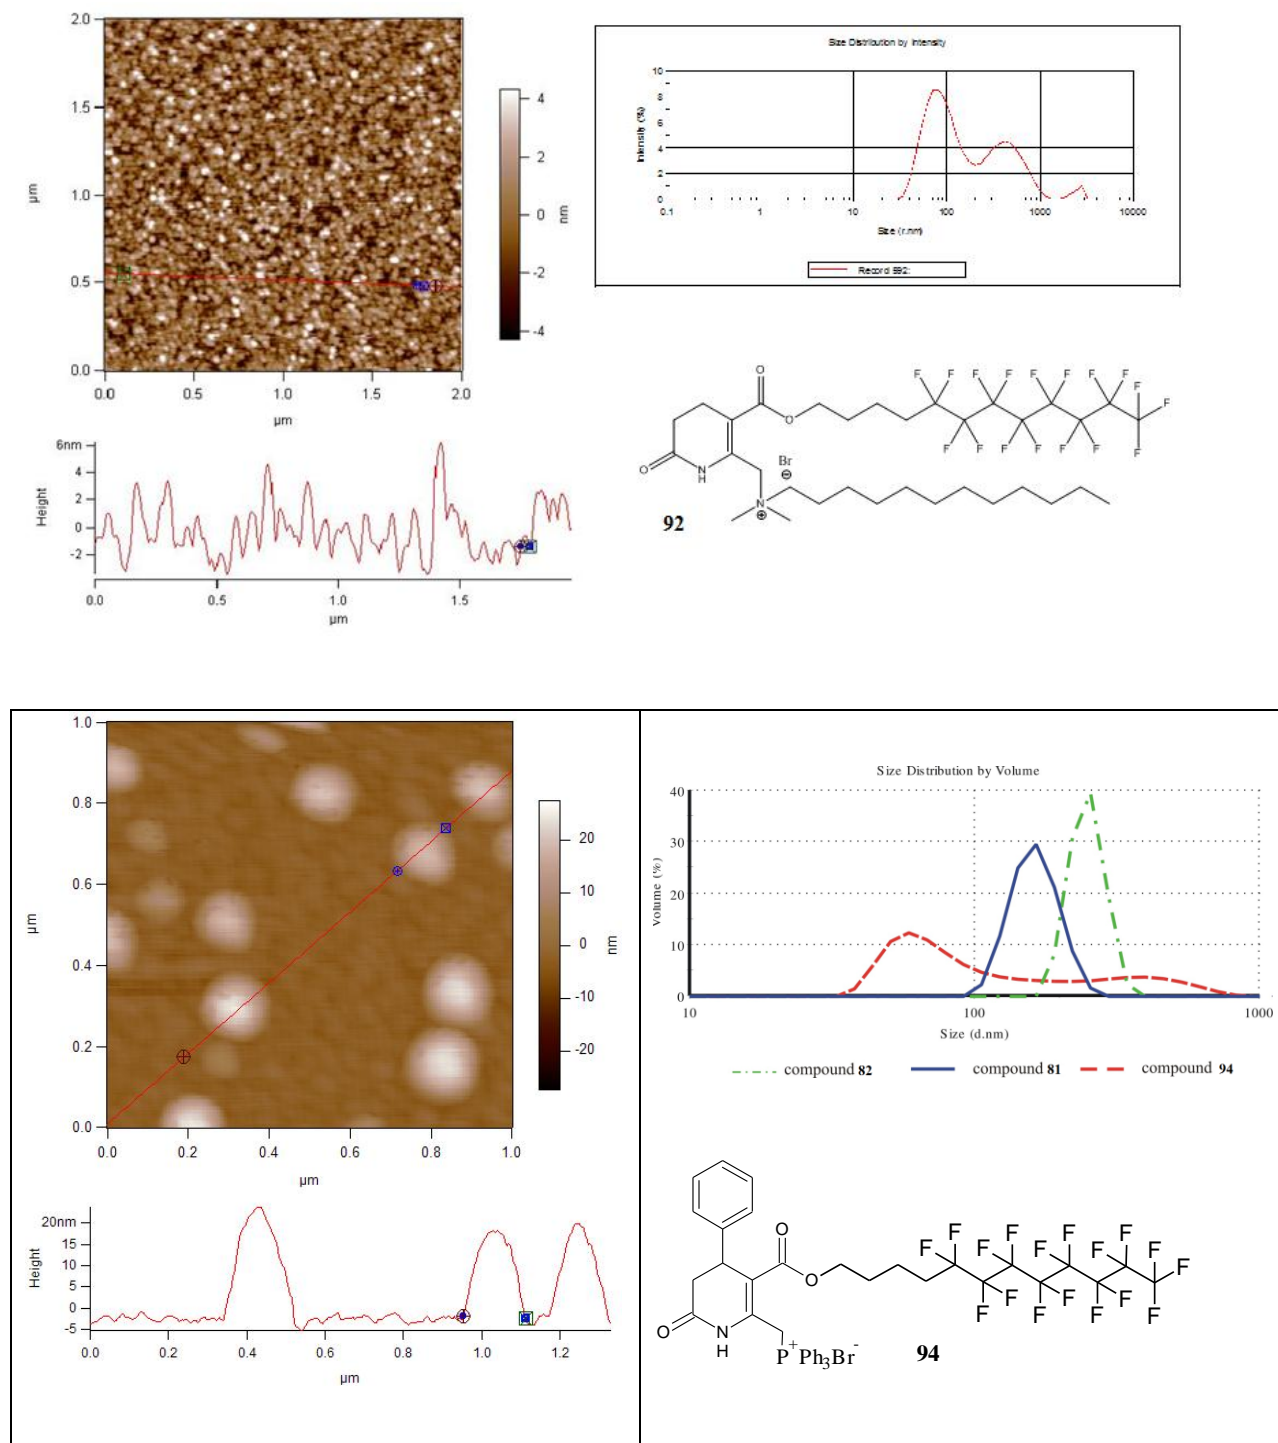 2.0
1.5
1.0
0.5
0.0
µm
0.0 0.5 1.0 1.5 2.0
µm
4
2
0
-2
-4
nm
6nm
4
2
0
-2
Height
0.0 0.5 1.0 1.5
µm
Size Distribution by Intensity
10
8
6
4
2
0
Intensity (%)
0.1 1 10 100 1000 10000
Size (r.nm)
Record 592:
O
O
F F F F F F F F F F
F F F F F F F
O
N
H
Br
⊖
N
⊕
92
1.0
0.8
0.6
0.4
0.2
0.0
µm
0.0 0.2 0.4 0.6 0.8 1.0
µm
20
10
0
-10
-20
nm
20nm
15
10
5
0
-5
Height
0.0 0.2 0.4 0.6 0.8 1.0 1.2
µm
Size Distribution by Volume
40
30
20
10
0
Volume (%)
10 100 1000
Size (d.nm)
compound 82 compound 81 compound 94
O
O
F F F F F F F F F F F
F F F F F F
O
NH
P+Ph3Br-
94